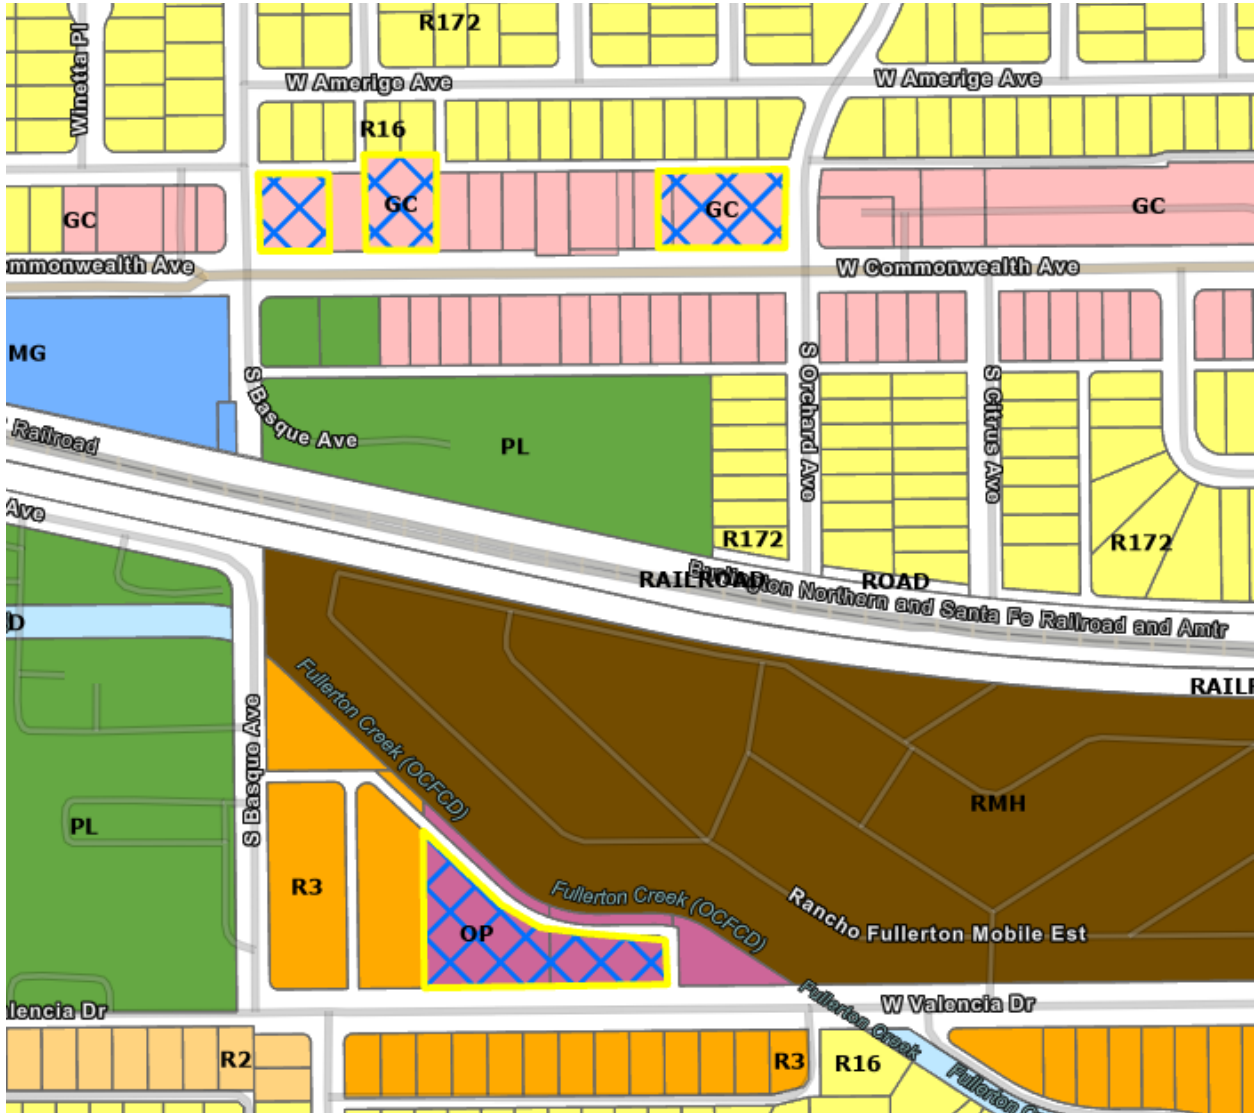 R172
Winetta Pl
W Amerige Ave
W Amerige Ave
R16
GC
GC
GC
GC
ommonwealth Ave
W Commonwealth Ave
MG
S Basque Ave
S Orchard Ave
S Citrus Ave
Railroad
PL
Ave
R172
R172
RAILROAD
ROAD
Burlington Northern and Santa Fe Railroad and Amtr
D
RAILR
Fullerton Creek (OCFCD)
S Basque Ave
RMH
PL
R3
Fullerton Creek (OCFCD)
Rancho Fullerton Mobile Est
OP
Fullerton Creek
W Valencia Dr
alencia Dr
R2
R3
R16
Fullerton C